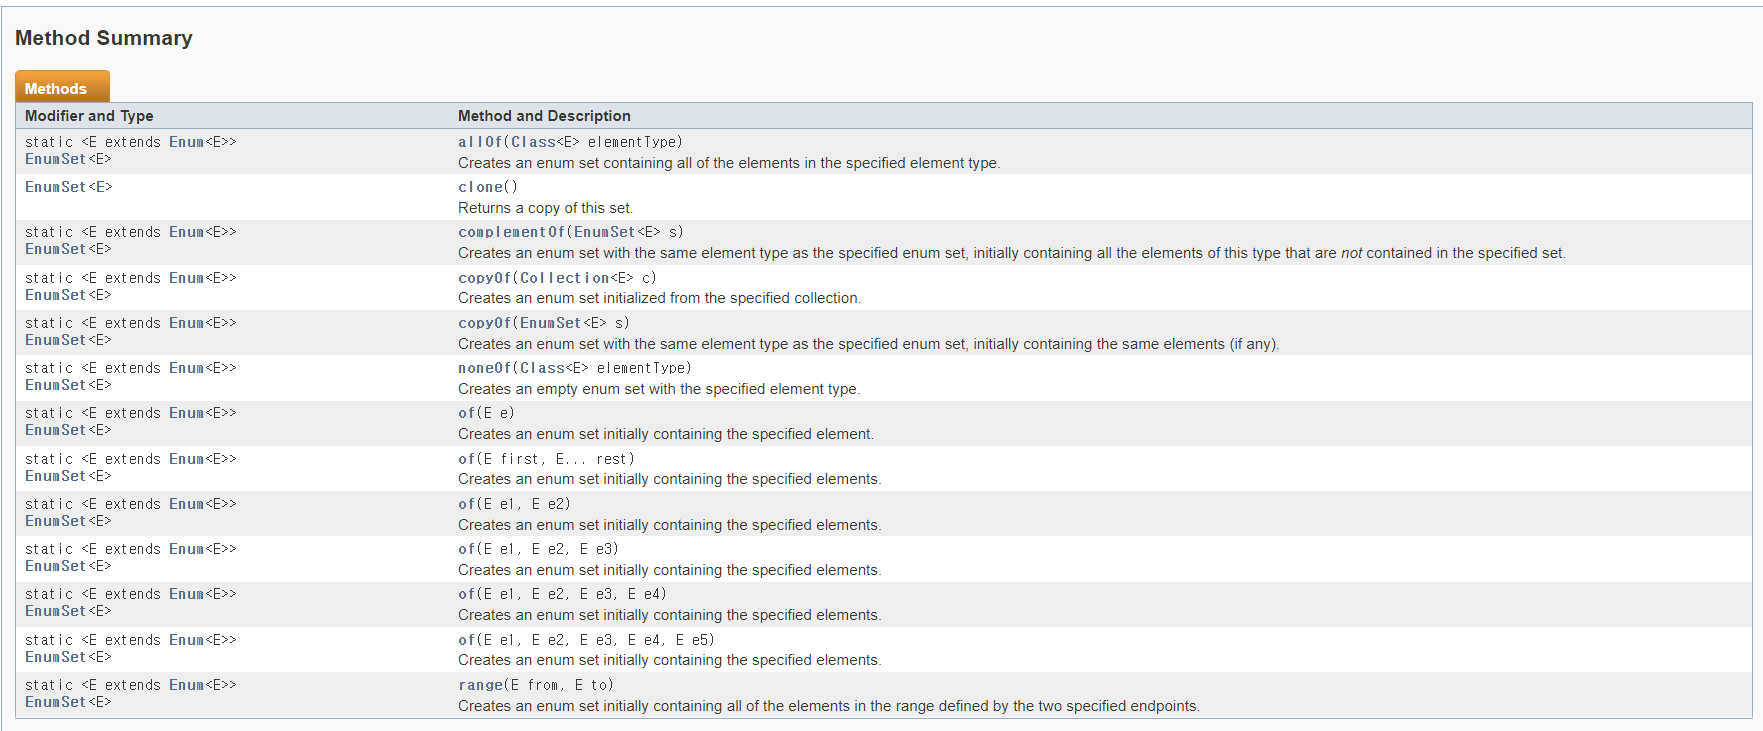 Method Summary
Methods
Modifier and Type Method and Description
static <E extends Enum<E>> allOf(Class<E> elementType)
EnumSet<E> Creates an enum set containing all of the elements in the specified element type.
EnumSet<E> clone()
Returns a copy of this set.
static <E extends Enum<E>> complementOf(EnumSet<E> s)
EnumSet<E> Creates an enum set with the same element type as the specified enum set, initially containing all the elements of this type that are not contained in the specified set.
static <E extends Enum<E>> copyOf(Collection<E> c)
EnumSet<E> Creates an enum set initialized from the specified collection.
static <E extends Enum<E>> copyOf(EnumSet<E> s)
EnumSet<E> Creates an enum set with the same element type as the specified enum set, initially containing the same elements (if any).
static <E extends Enum<E>> noneOf(Class<E> elementType)
EnumSet<E> Creates an empty enum set with the specified element type.
static <E extends Enum<E>> of(E e)
EnumSet<E> Creates an enum set initially containing the specified element.
static <E extends Enum<E>> of(E first, E... rest)
EnumSet<E> Creates an enum set initially containing the specified elements.
static <E extends Enum<E>> of(E e1, E e2)
EnumSet<E> Creates an enum set initially containing the specified elements.
static <E extends Enum<E>> of(E e1, E e2, E e3)
EnumSet<E> Creates an enum set initially containing the specified elements.
static <E extends Enum<E>> of(E e1, E e2, E e3, E e4)
EnumSet<E> Creates an enum set initially containing the specified elements.
static <E extends Enum<E>> of(E e1, E e2, E e3, E e4, E e5)
EnumSet<E> Creates an enum set initially containing the specified elements.
static <E extends Enum<E>> range(E from, E to)
EnumSet<E> Creates an enum set initially containing all of the elements in the range defined by the two specified endpoints.